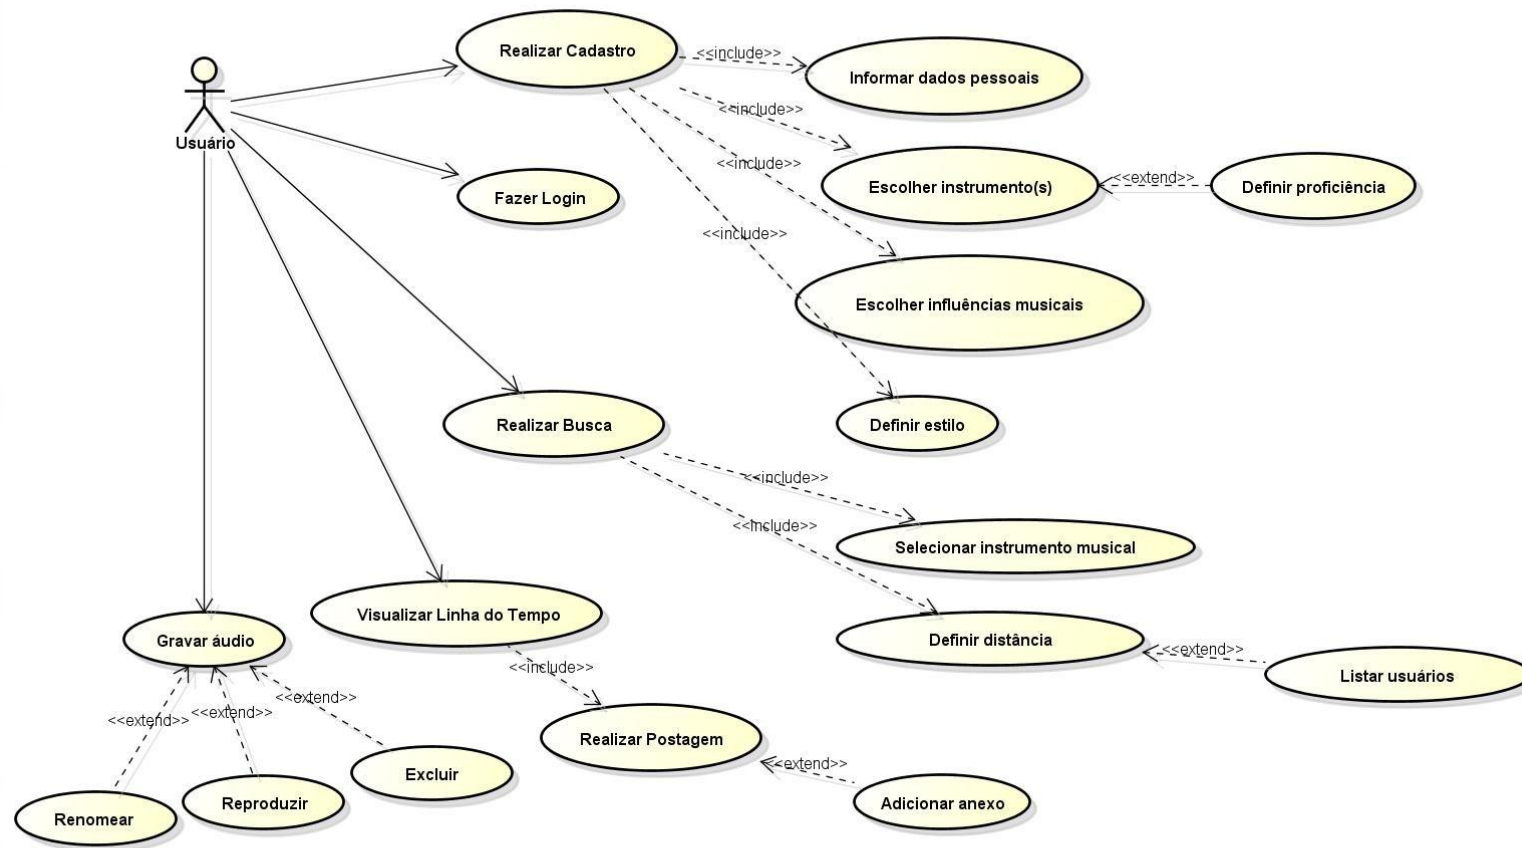 Realizar Cadastro
<<include>>
Informar dados pessoais
<<include>>
Usuário
<<include>>
Escolher instrumento(s)
<<extend>>
Definir proficiência
Fazer Login
<<include>>
Escolher influências musicais
Realizar Busca
Definir estilo
<<include>>
<<include>>
Selecionar instrumento musical
Visualizar Linha do Tempo
Gravar áudio
Definir distância
<<extend>>
<<include>>
Listar usuários
<<extend>>
<<extend>>
<<extend>>
Realizar Postagem
<<extend>>
Excluir
Reproduzir
Adicionar anexo
Renomear